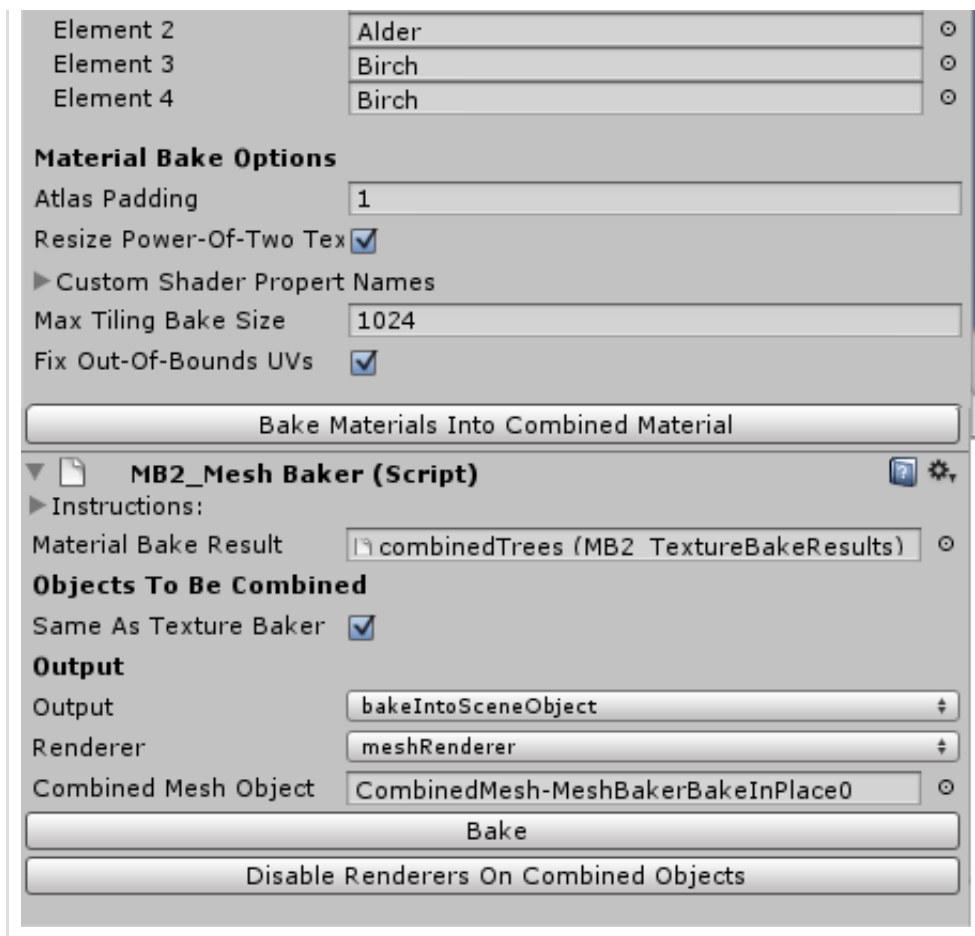 Element 2 Alder
Element 3 Birch
Element 4 Birch
Material Bake Options
Atlas Padding 1
Resize Power-Of-Two Tex
Custom Shader Propert Names
Max Tiling Bake Size 1024
Fix Out-Of-Bounds UVs
Bake Materials Into Combined Material
MB2_Mesh Baker (Script)
Instructions:
Material Bake Result combinedTrees (MB2_TextureBakeResults)
Objects To Be Combined
Same As Texture Baker
Output
Output bakeIntoSceneObject
Renderer meshRenderer
Combined Mesh Object CombinedMesh-MeshBakerBakeInPlace0
Bake
Disable Renderers On Combined Objects